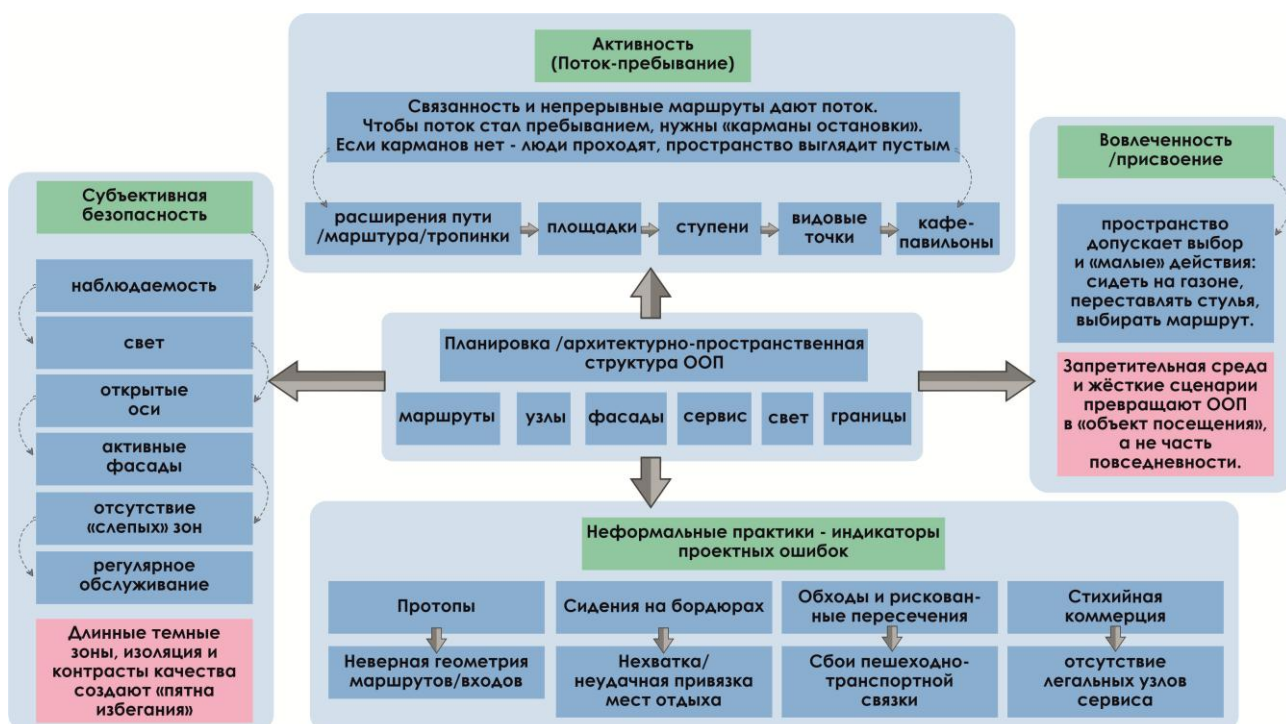 Активность
(Поток-пребывание)
Связанность и непрерывные маршруты дают поток.
Чтобы поток стал пребыванием, нужны «карманы остановки».
Если карманов нет - люди проходят, пространство выглядит пустым
расширения пути
/марштура/тропинки
площадки
ступени
видовые
точки
кафе-
павильоны
Субъективная
безопасность
наблюдаемость
свет
открытые
оси
активные
фасады
отсутствие
«слепых» зон
регулярное
обслуживание
Длинные темные
зоны, изоляция и
контрасты качества
создают «пятна
избегания»
Планировка /архитектурно-пространственная
структура ООП
маршруты
узлы
фасады
сервис
свет
границы
Вовлеченность
/присвоение
пространство
допускает выбор
и «малые» действия:
сидеть на газоне,
переставлять стулья,
выбирать маршрут.
Запретительная среда
и жёсткие сценарии
превращают ООП
в «объект посещения»,
а не часть
повседневности.
Неформальные практики - индикаторы
проектных ошибок
Протопы
Неверная геометрия
маршрутов/входов
Сидения на бордюрах
Нехватка/
неудачная привязка
мест отдыха
Обходы и рискован-
ные пересечения
Сбои пешеходно-
транспортной
связки
Стихийная
коммерция
отсутствие
легальных узлов
сервиса